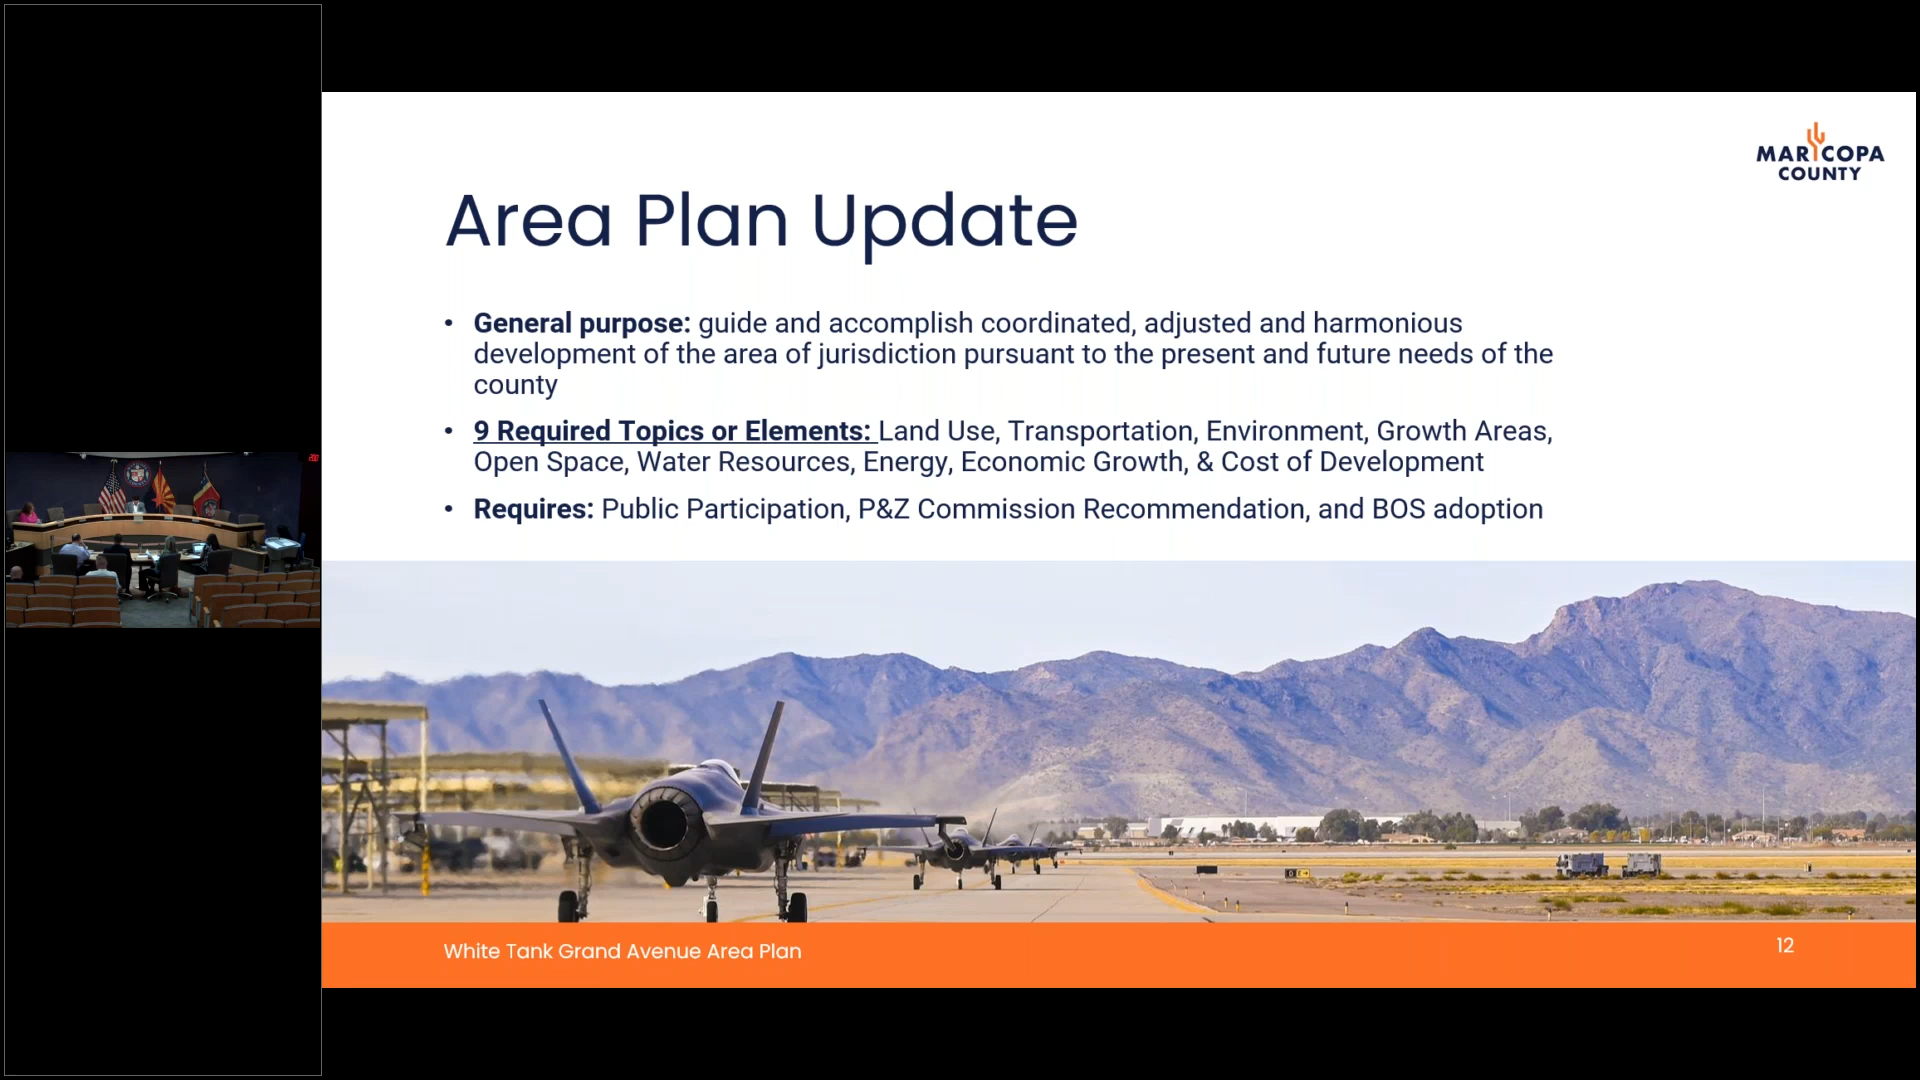 MARICOPA
COUNTY
Area Plan Update
• General purpose: guide and accomplish coordinated, adjusted and harmonious
development of the area of jurisdiction pursuant to the present and future needs of the
county
• 9 Required Topics or Elements: Land Use, Transportation, Environment, Growth Areas,
Open Space, Water Resources, Energy, Economic Growth, & Cost of Development
• Requires: Public Participation, P&Z Commission Recommendation, and BOS adoption
White Tank Grand Avenue Area Plan
12